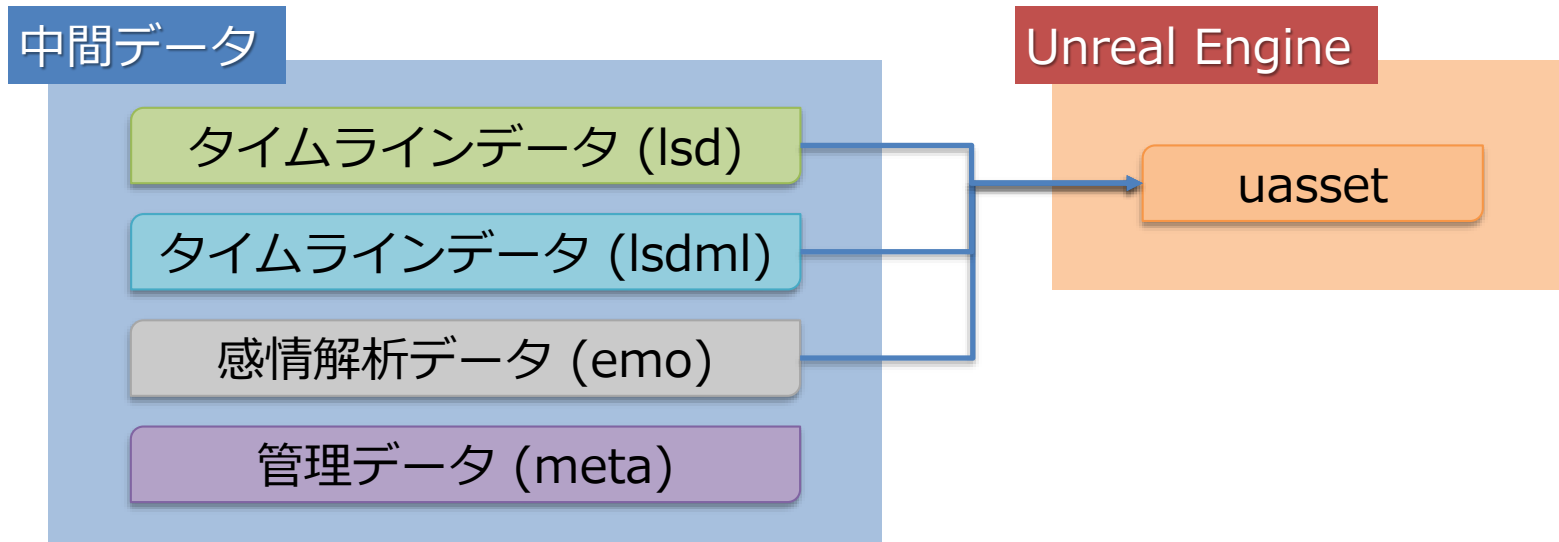 中間データ
タイムラインデータ (lsd)
タイムラインデータ (lsdml)
感情解析データ (emo)
管理データ (meta)
Unreal Engine
uasset